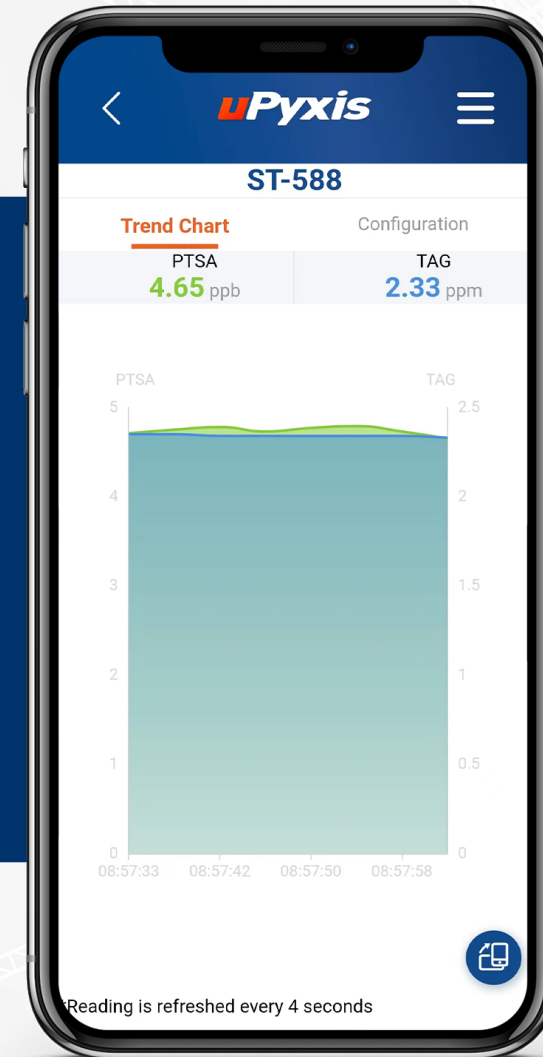 uPyxis
ST-588
Trend Chart Configuration
PTSA TAG
4.65 ppb 2.33 ppm
PTSA TAG
5 2.5
4 2
3 1.5
2 1
1 0.5
0 0
08:57:33 08:57:42 08:57:50 08:57:58
*Reading is refreshed every 4 seconds